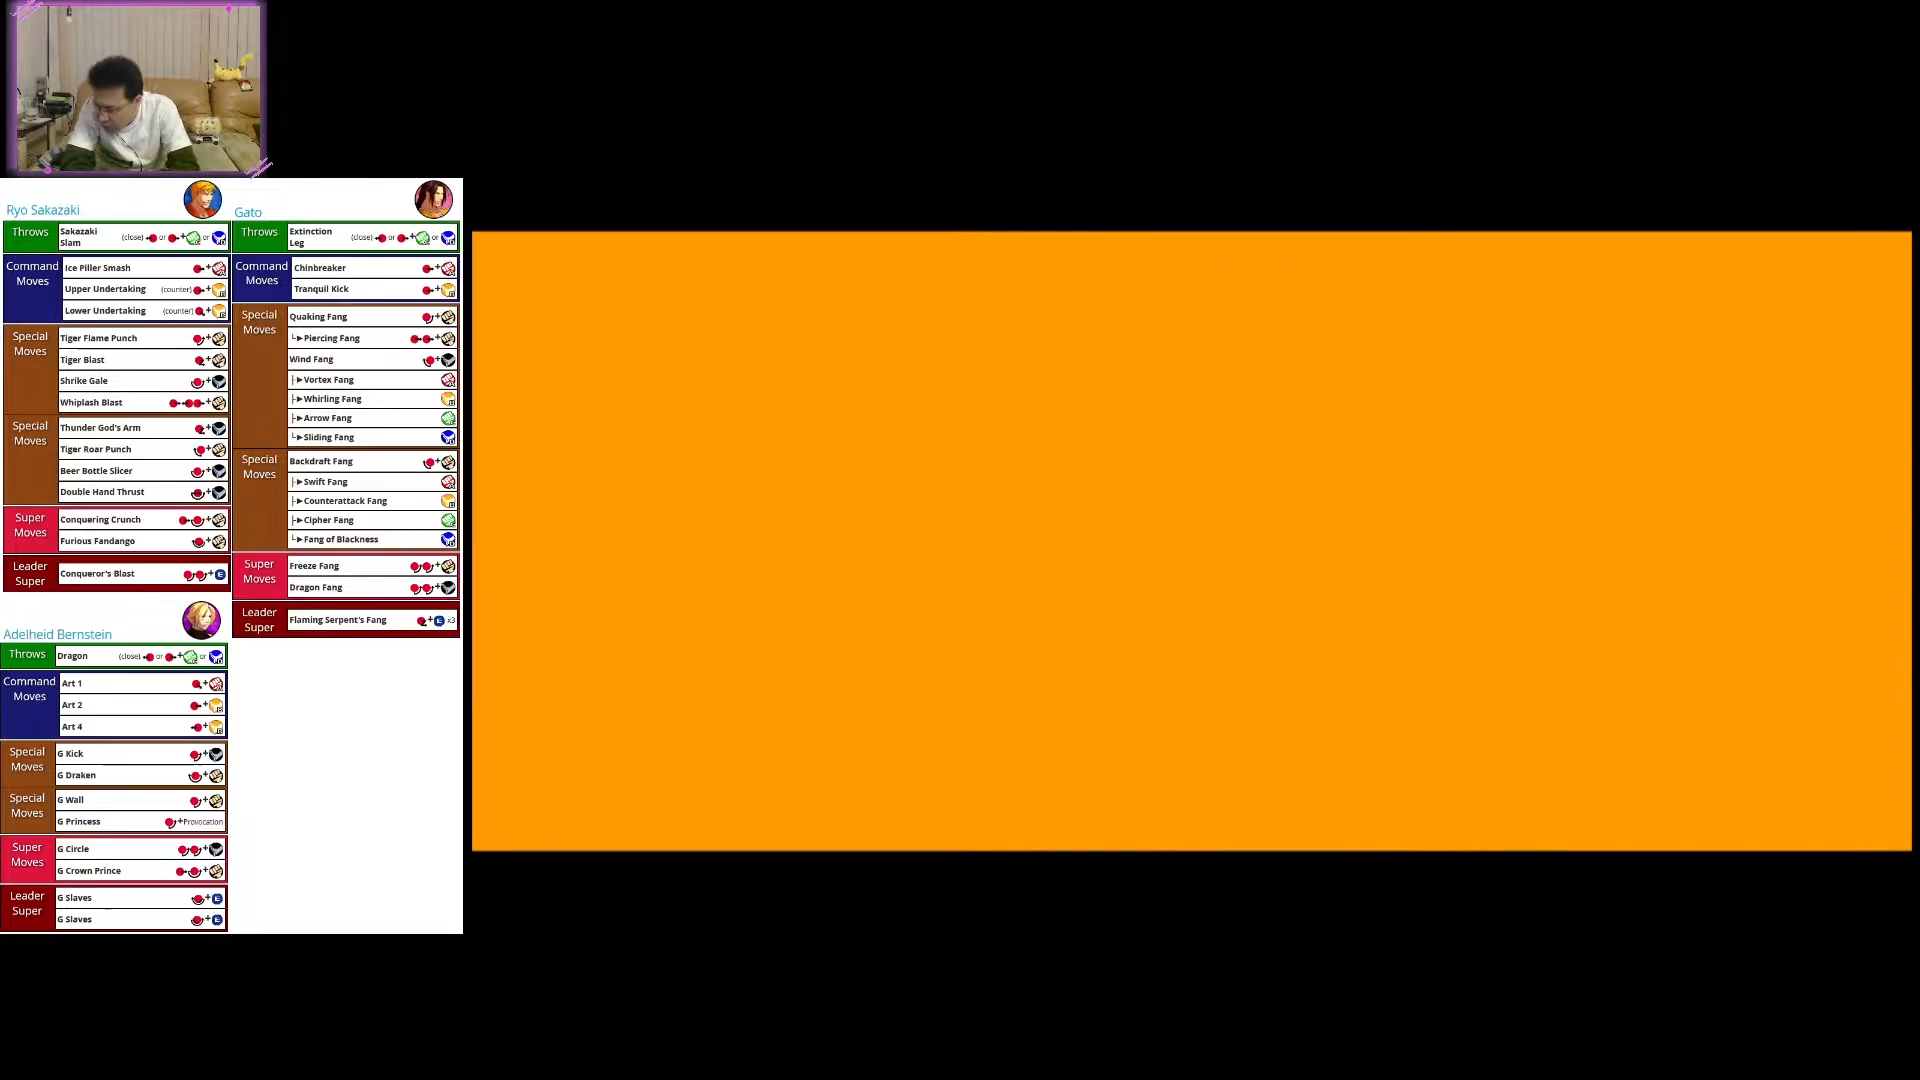 Ryo Sakazaki
Throws
Sakazaki Slam (close) or + or
Command Moves
Ice Piller Smash +
Upper Undertaking (counter) +
Lower Undertaking (counter) +
Special Moves
Tiger Flame Punch +
Tiger Blast +
Shrike Gale +
Whiplash Blast +
Special Moves
Thunder God's Arm +
Tiger Roar Punch +
Beer Bottle Slicer +
Double Hand Thrust +
Super Moves
Conquering Crunch +
Furious Fandango +
Leader Super
Conqueror's Blast + E
Gato
Throws
Extinction Leg (close) or + or
Command Moves
Chinbreaker +
Tranquil Kick +
Special Moves
Quaking Fang +
└►Piercing Fang +
Wind Fang +
├►Vortex Fang
├►Whirling Fang
├►Arrow Fang
└►Sliding Fang
Special Moves
Backdraft Fang +
├►Swift Fang
├►Counterattack Fang
├►Cipher Fang
└►Fang of Blackness
Super Moves
Freeze Fang +
Dragon Fang +
Leader Super
Flaming Serpent's Fang + E x3
Adelheid Bernstein
Throws
Dragon (close) or + or
Command Moves
Art 1 +
Art 2 +
Art 4 +
Special Moves
G Kick +
G Draken +
Special Moves
G Wall +
G Princess +Provocation
Super Moves
G Circle +
G Crown Prince +
Leader Super
G Slaves + E
G Slaves + E